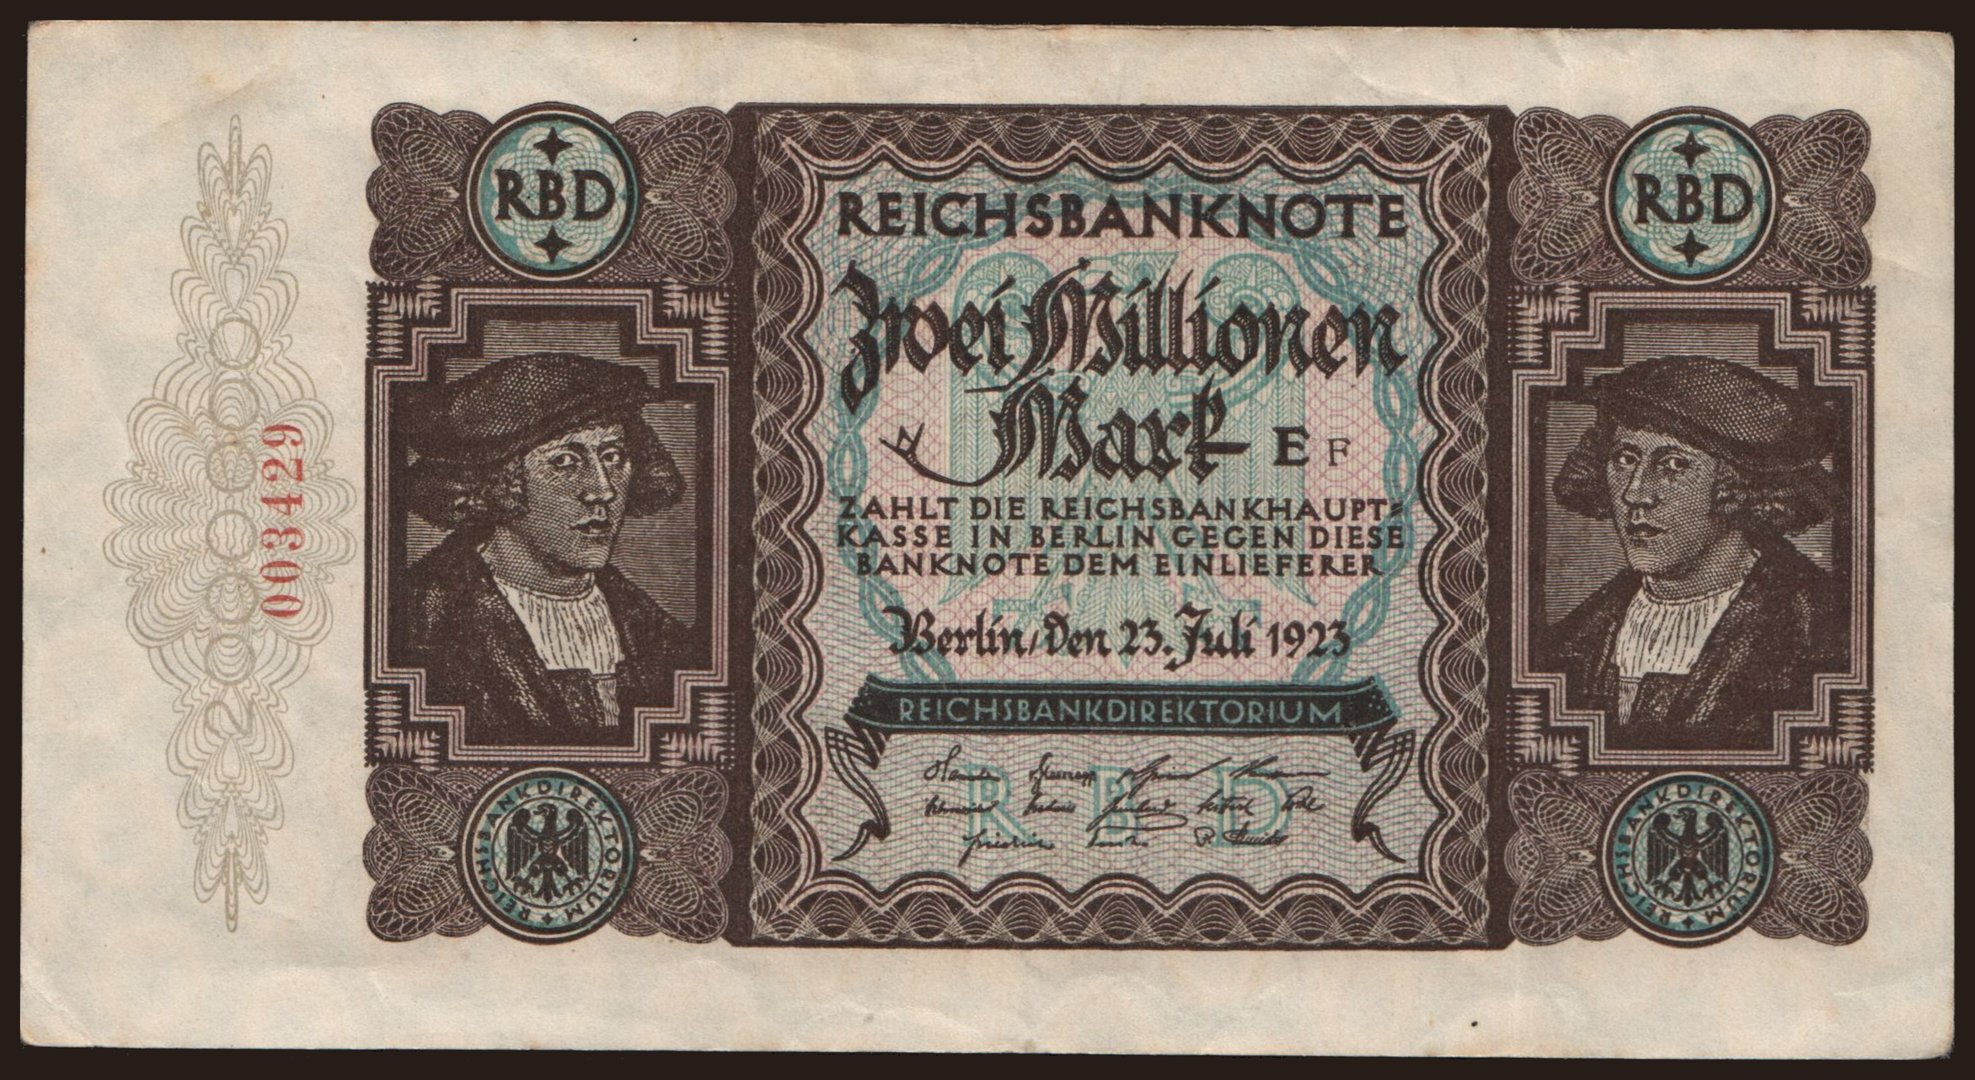 RBD
RBD
REICHSBANKNOTE
Zwei Millionen
Mark E F
ZAHLT DIE REICHSBANKHAUPT=
KASSE IN BERLIN GEGEN DIESE
BANKNOTE DEM EINLIEFERER
Berlin, den 23. Juli 1923
REICHSBANKDIREKTORIUM
R B D
REICHSBANKDIREKTORIUM
REICHSBANKDIREKTORIUM
2000000
003429